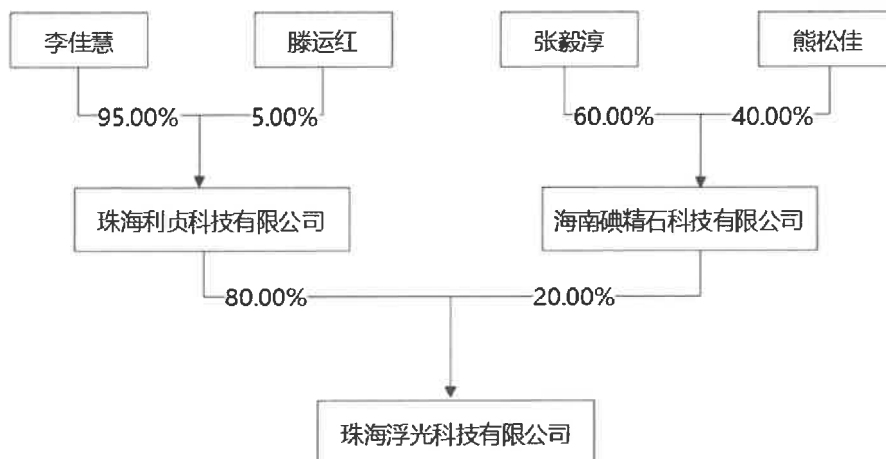 李佳慧
滕运红
张毅淳
熊松佳
95.00%
5.00%
60.00%
40.00%
珠海利贞科技有限公司
海南碘精石科技有限公司
80.00%
20.00%
珠海浮光科技有限公司